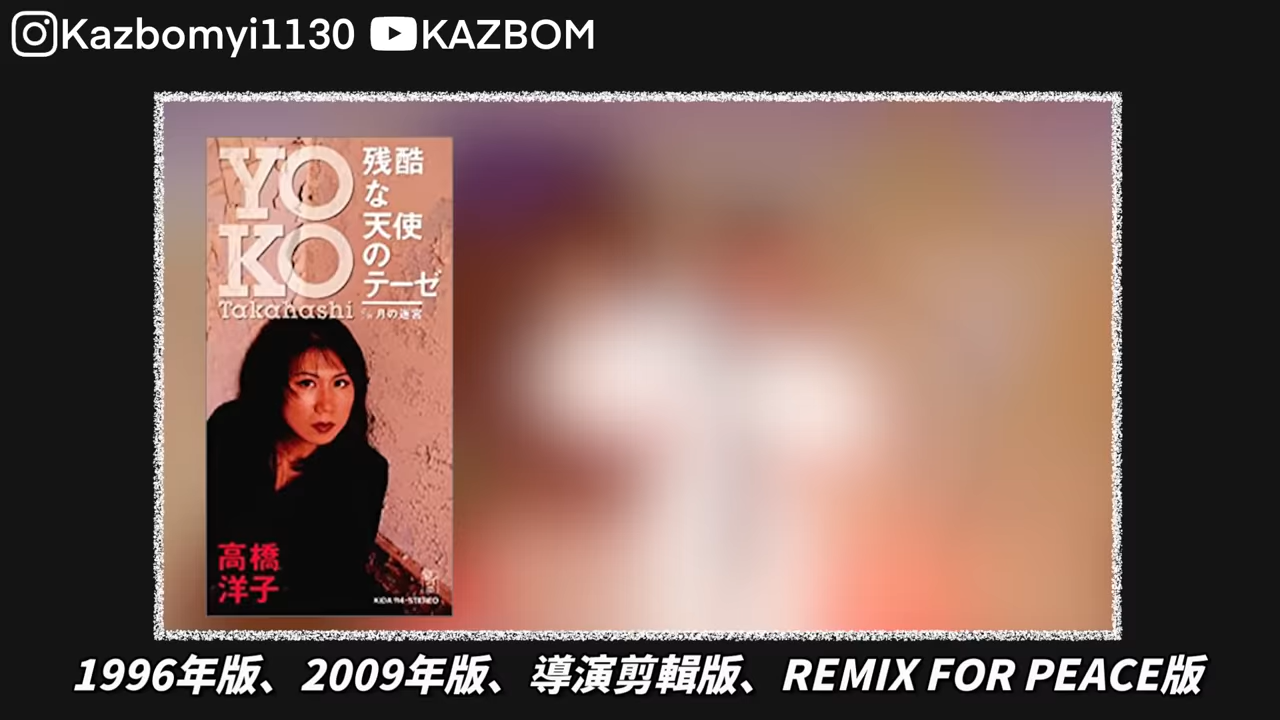 Kazbomyi1130 KAZBOM
YO
KO
Takahashi
残酷
な
天使
の
テーゼ
c/w 月の迷宮
高橋
洋子
KIDA 114-STEREO
1996年版、2009年版、導演剪輯版、REMIX FOR PEACE版